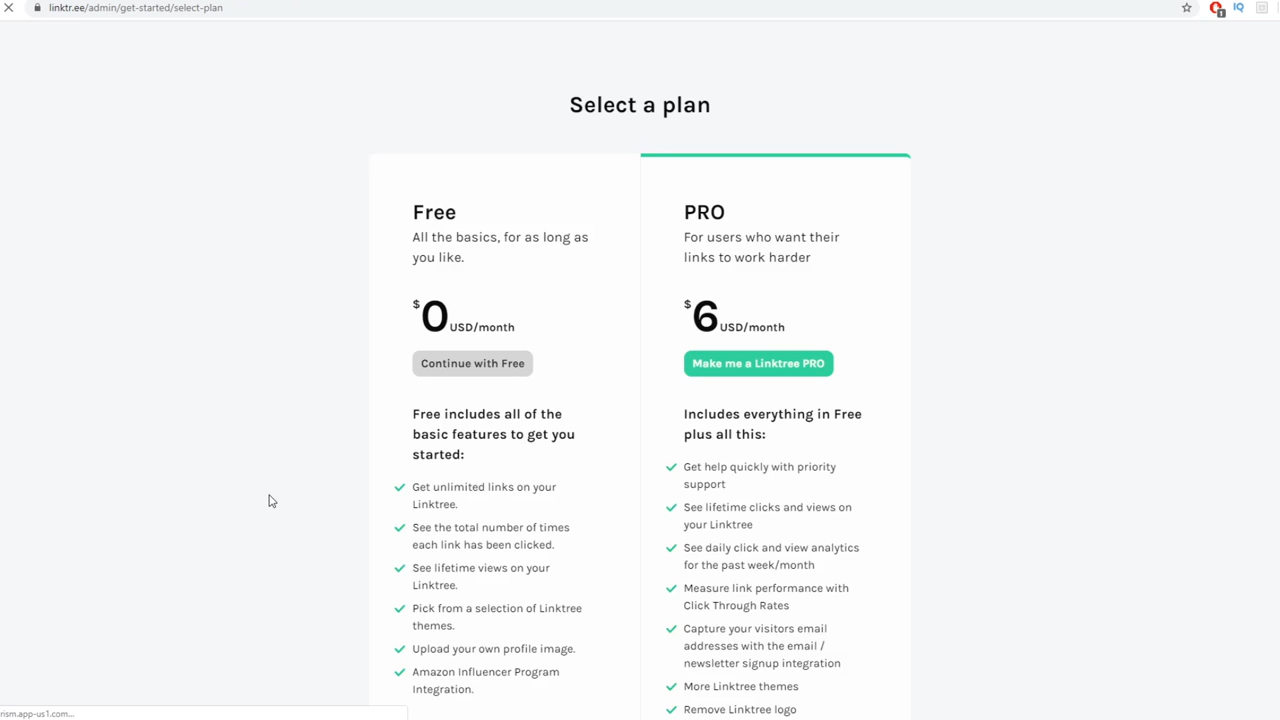 linktr.ee/admin/get-started/select-plan
1
IQ
Select a plan
Free
All the basics, for as long as
you like.
$0 USD/month
Continue with Free
Free includes all of the
basic features to get you
started:
Get unlimited links on your
Linktree.
See the total number of times
each link has been clicked.
See lifetime views on your
Linktree.
Pick from a selection of Linktree
themes.
Upload your own profile image.
Amazon Influencer Program
Integration.
PRO
For users who want their
links to work harder
$6 USD/month
Make me a Linktree PRO
Includes everything in Free
plus all this:
Get help quickly with priority
support
See lifetime clicks and views on
your Linktree
See daily click and view analytics
for the past week/month
Measure link performance with
Click Through Rates
Capture your visitors email
addresses with the email /
newsletter signup integration
More Linktree themes
Remove Linktree logo
rism.app-us1.com...